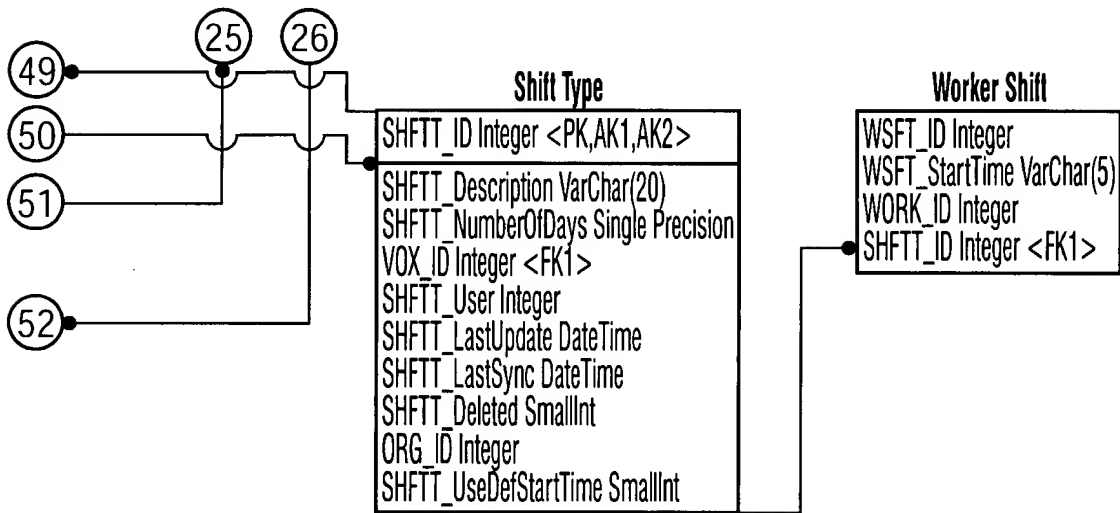 25
26
49
50
51
52
Shift Type
SHFTT_ID Integer <PK,AK1,AK2>
SHFTT_Description VarChar(20)
SHFTT_NumberOfDays Single Precision
VOX_ID Integer <FK1>
SHFTT_User Integer
SHFTT_LastUpdate DateTime
SHFTT_LastSync DateTime
SHFTT_Deleted SmallInt
ORG_ID Integer
SHFTT_UseDefStartTime SmallInt
Worker Shift
WSFT_ID Integer
WSFT_StartTime VarChar(5)
WORK_ID Integer
SHFTT_ID Integer <FK1>